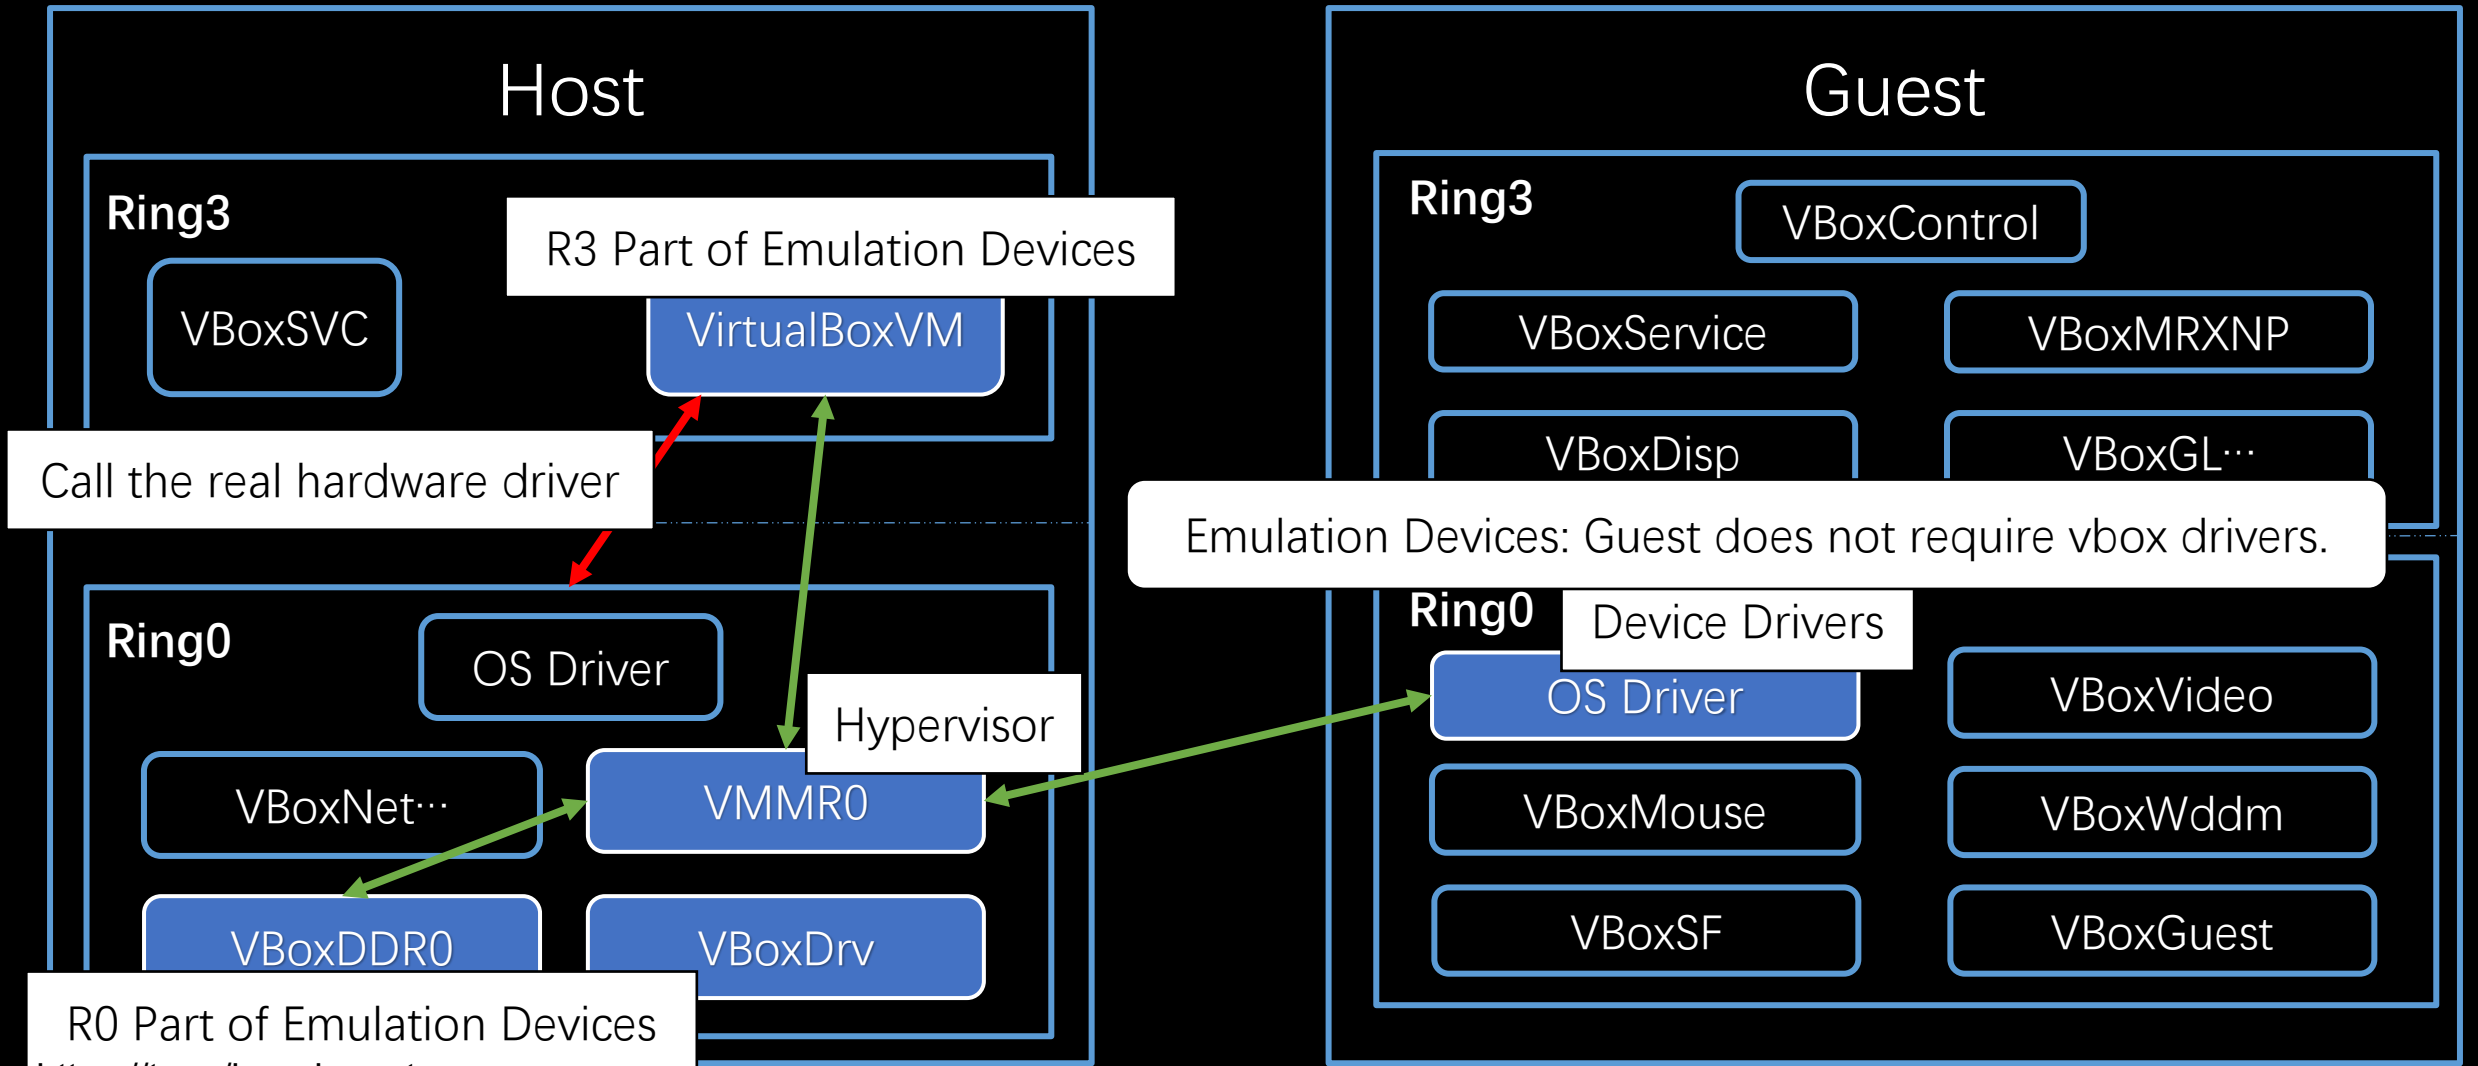 Host
Ring3
R3 Part of Emulation Devices
VBoxSVC
VirtualBoxVM
Call the real hardware driver
Ring0
OS Driver
Hypervisor
VBoxNet…
VMMR0
VBoxDDR0
VBoxDrv
R0 Part of Emulation Devices
Guest
Ring3
VBoxControl
VBoxService
VBoxMRXNP
VBoxDisp
VBoxGL…
Emulation Devices: Guest does not require vbox drivers.
Ring0
Device Drivers
OS Driver
VBoxVideo
VBoxMouse
VBoxWddm
VBoxSF
VBoxGuest